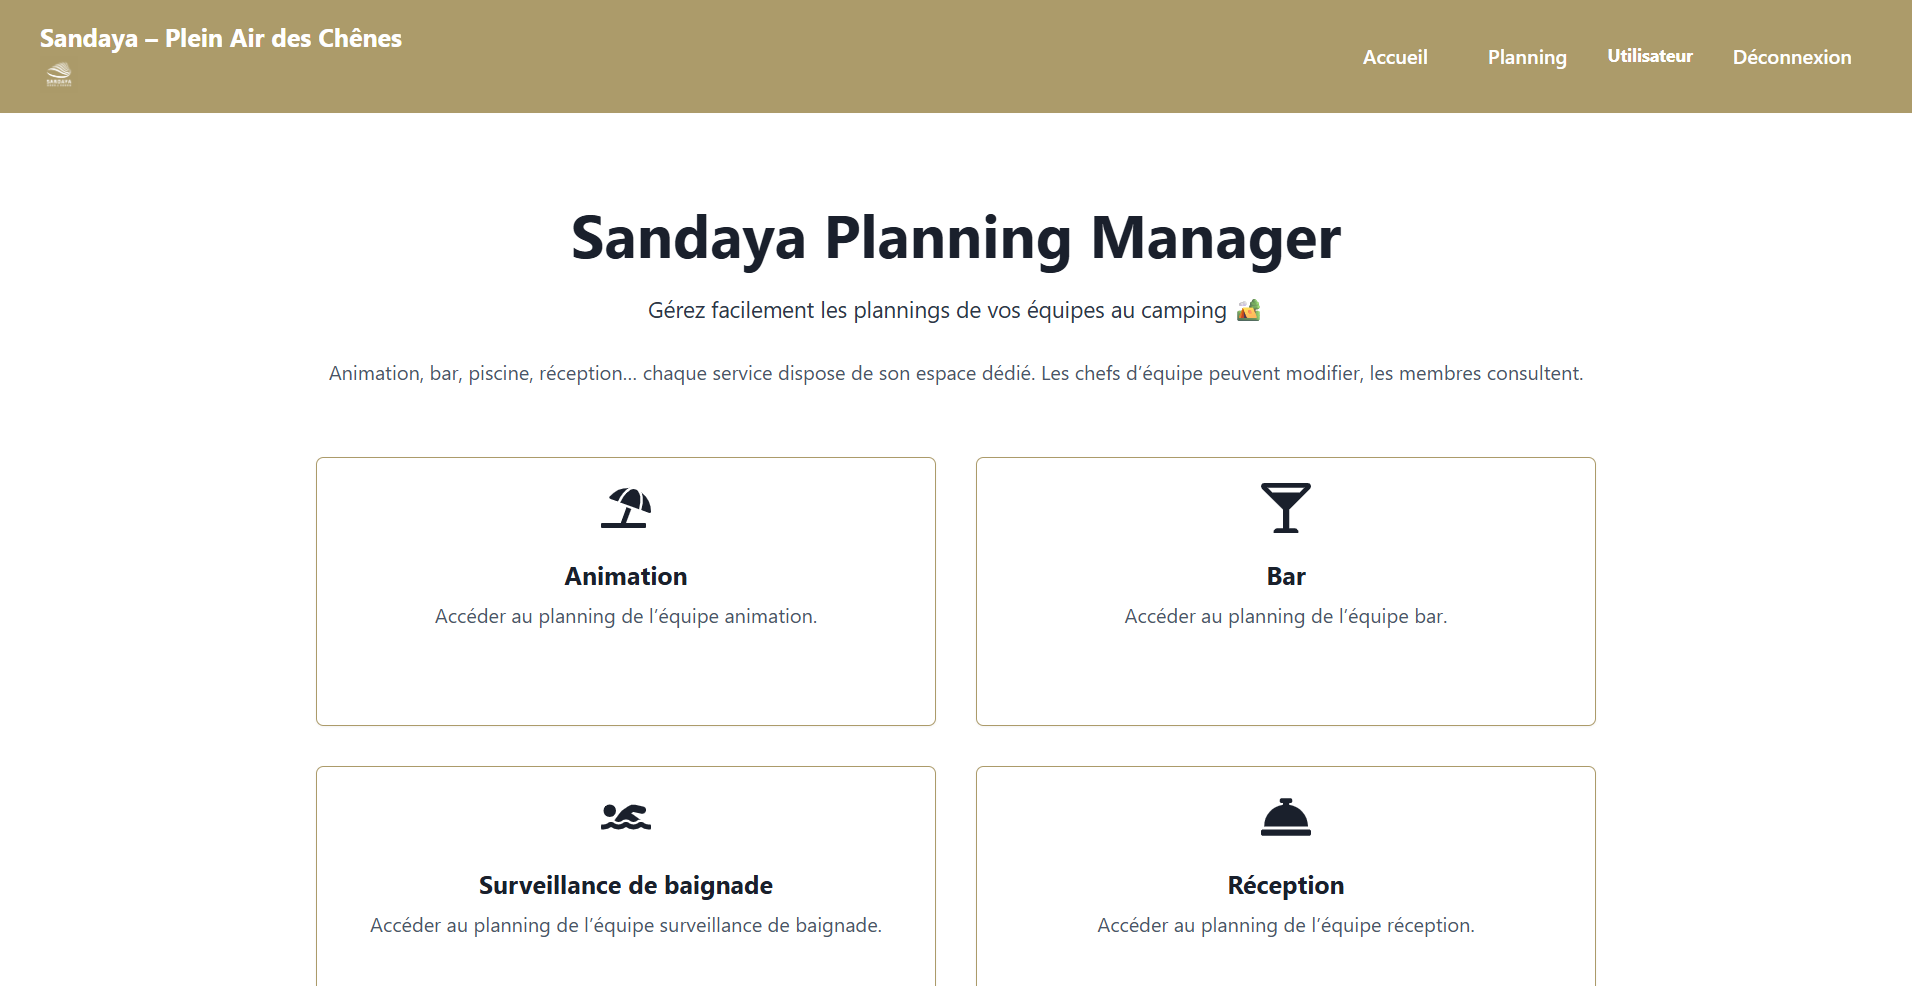 Sandaya – Plein Air des Chênes
SANDAYA
Accueil
Planning
Utilisateur
Déconnexion
Sandaya Planning Manager
Gérez facilement les plannings de vos équipes au camping 🏕️
Animation, bar, piscine, réception... chaque service dispose de son espace dédié. Les chefs d’équipe peuvent modifier, les membres consultent.
Animation
Accéder au planning de l’équipe animation.
Bar
Accéder au planning de l’équipe bar.
Surveillance de baignade
Accéder au planning de l’équipe surveillance de baignade.
Réception
Accéder au planning de l’équipe réception.